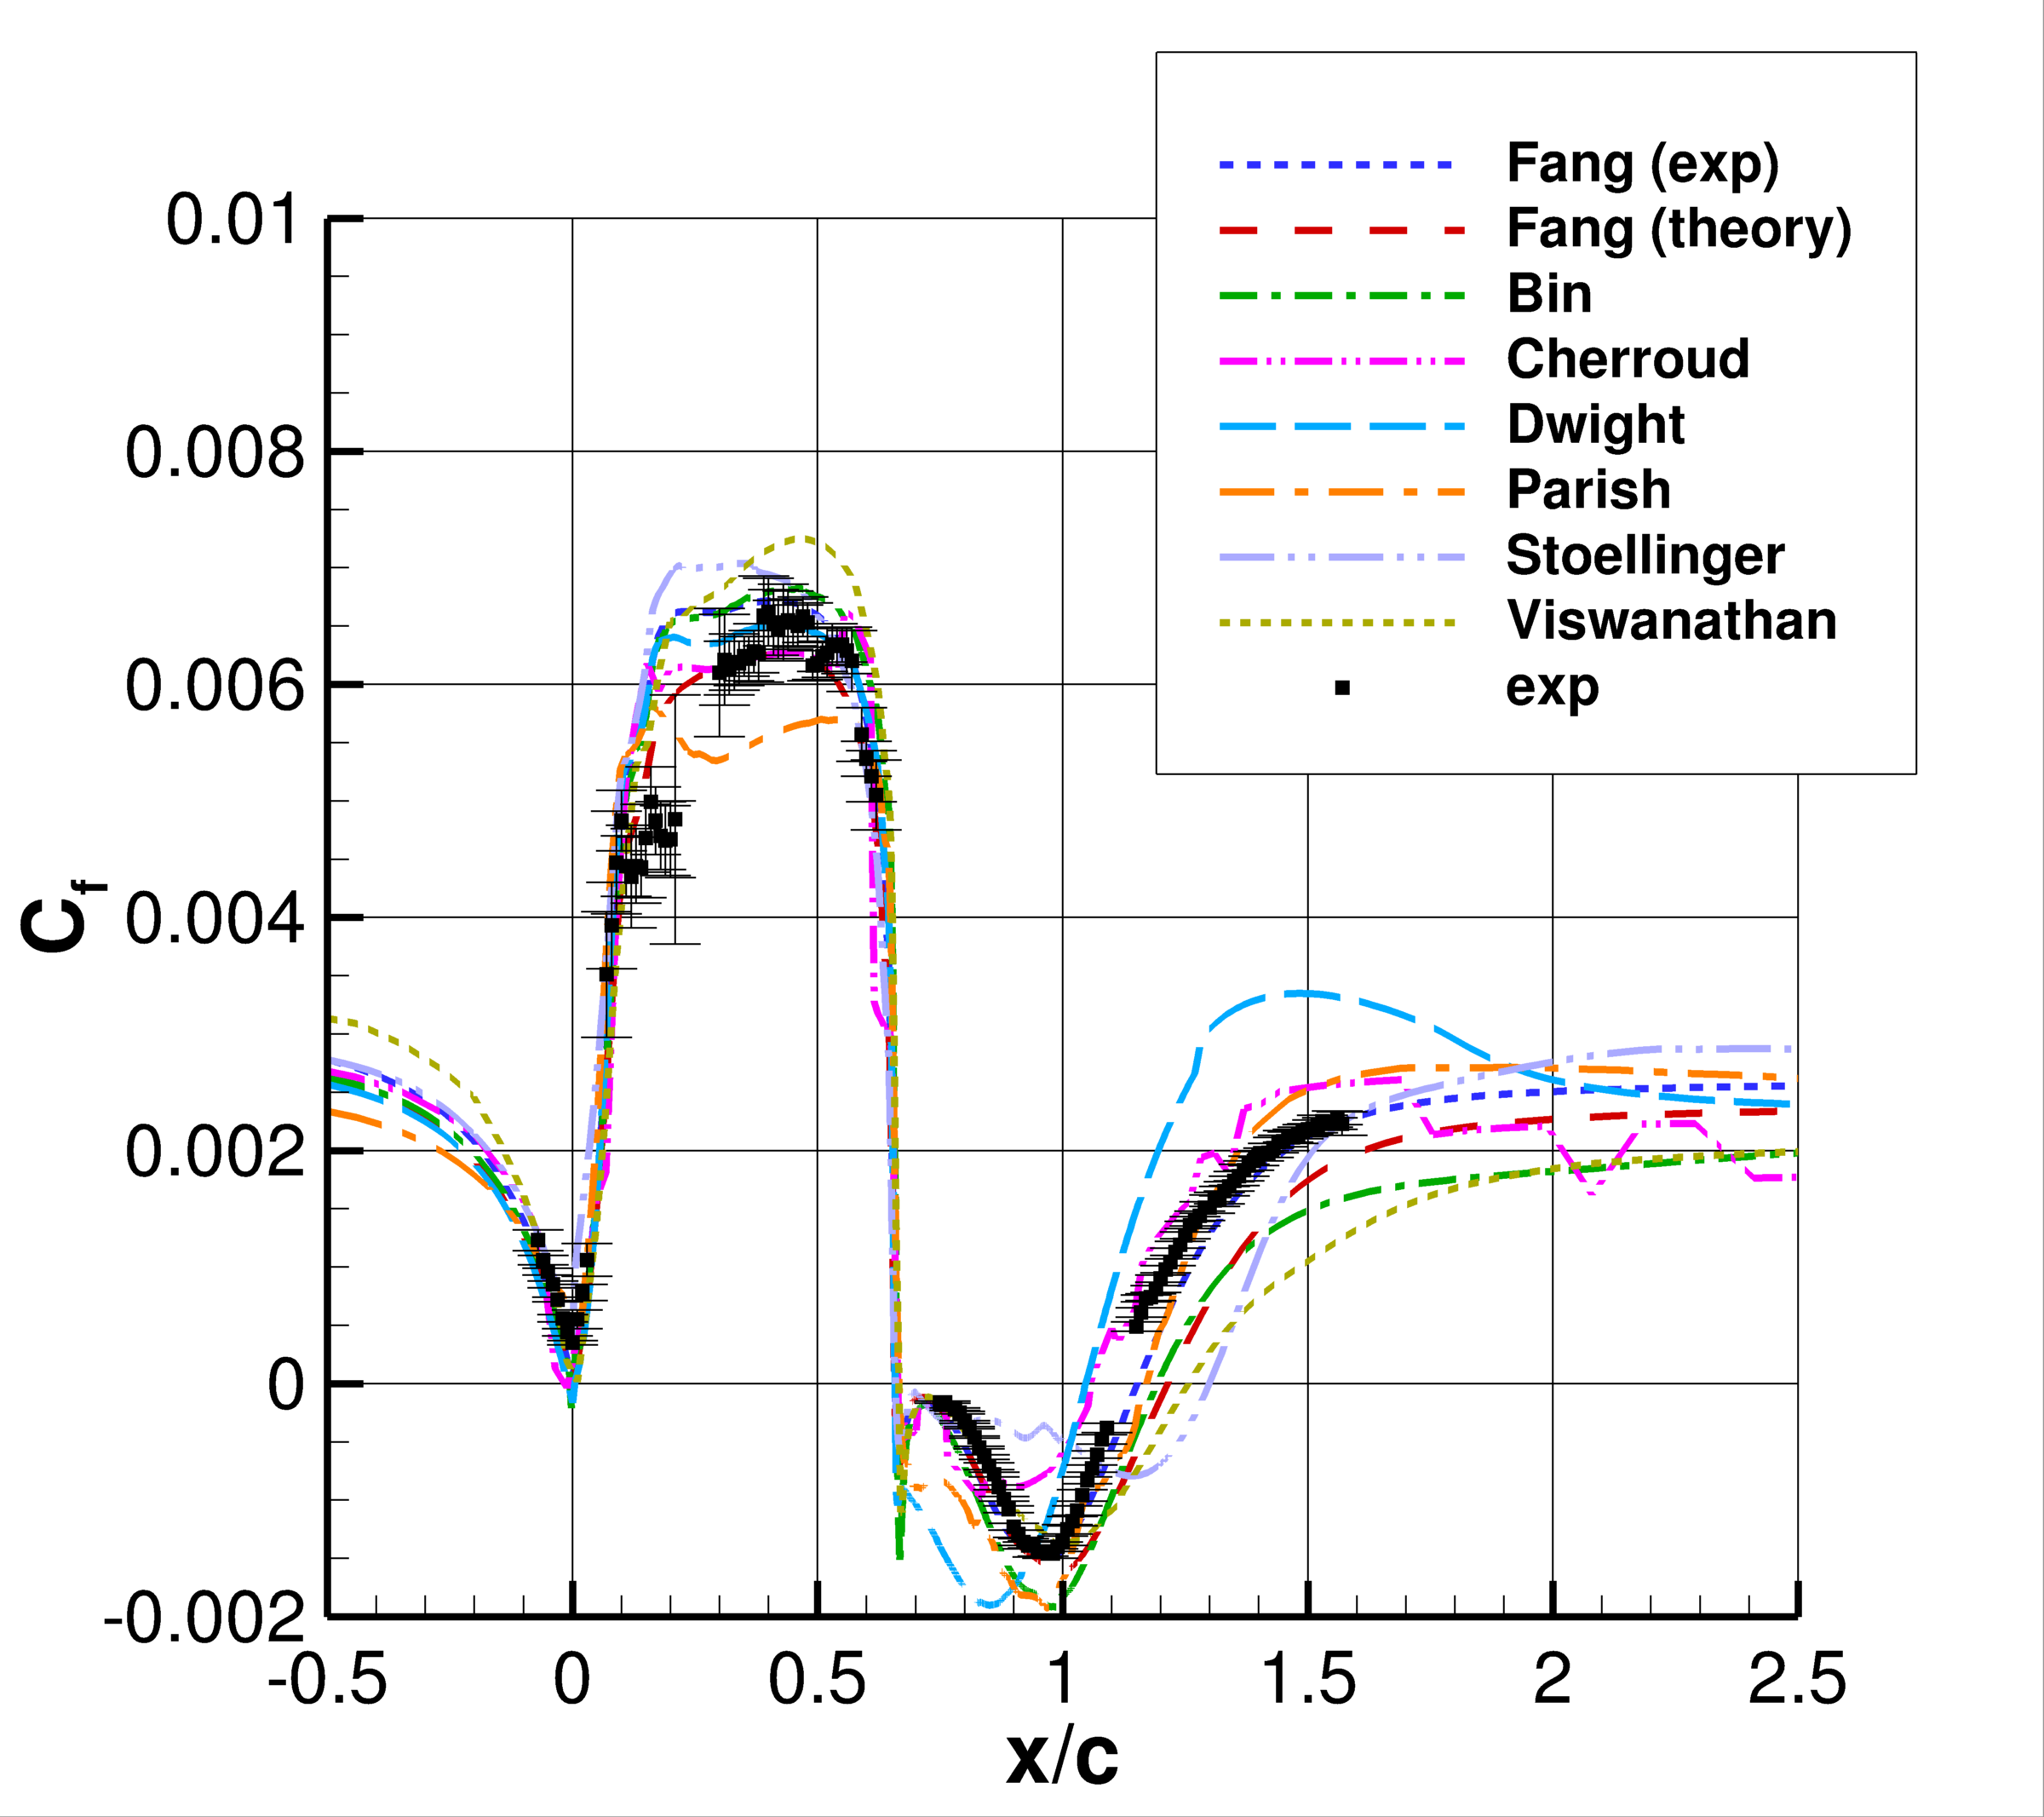 Fang (exp)
Fang (theory)
Bin
Cherroud
Dwight
Parish
Stoellinger
Viswanathan
exp
0.01
0.008
0.006
0.004
0.002
0
-0.002
Cf
-0.5 0 0.5 1 1.5 2 2.5
x/c